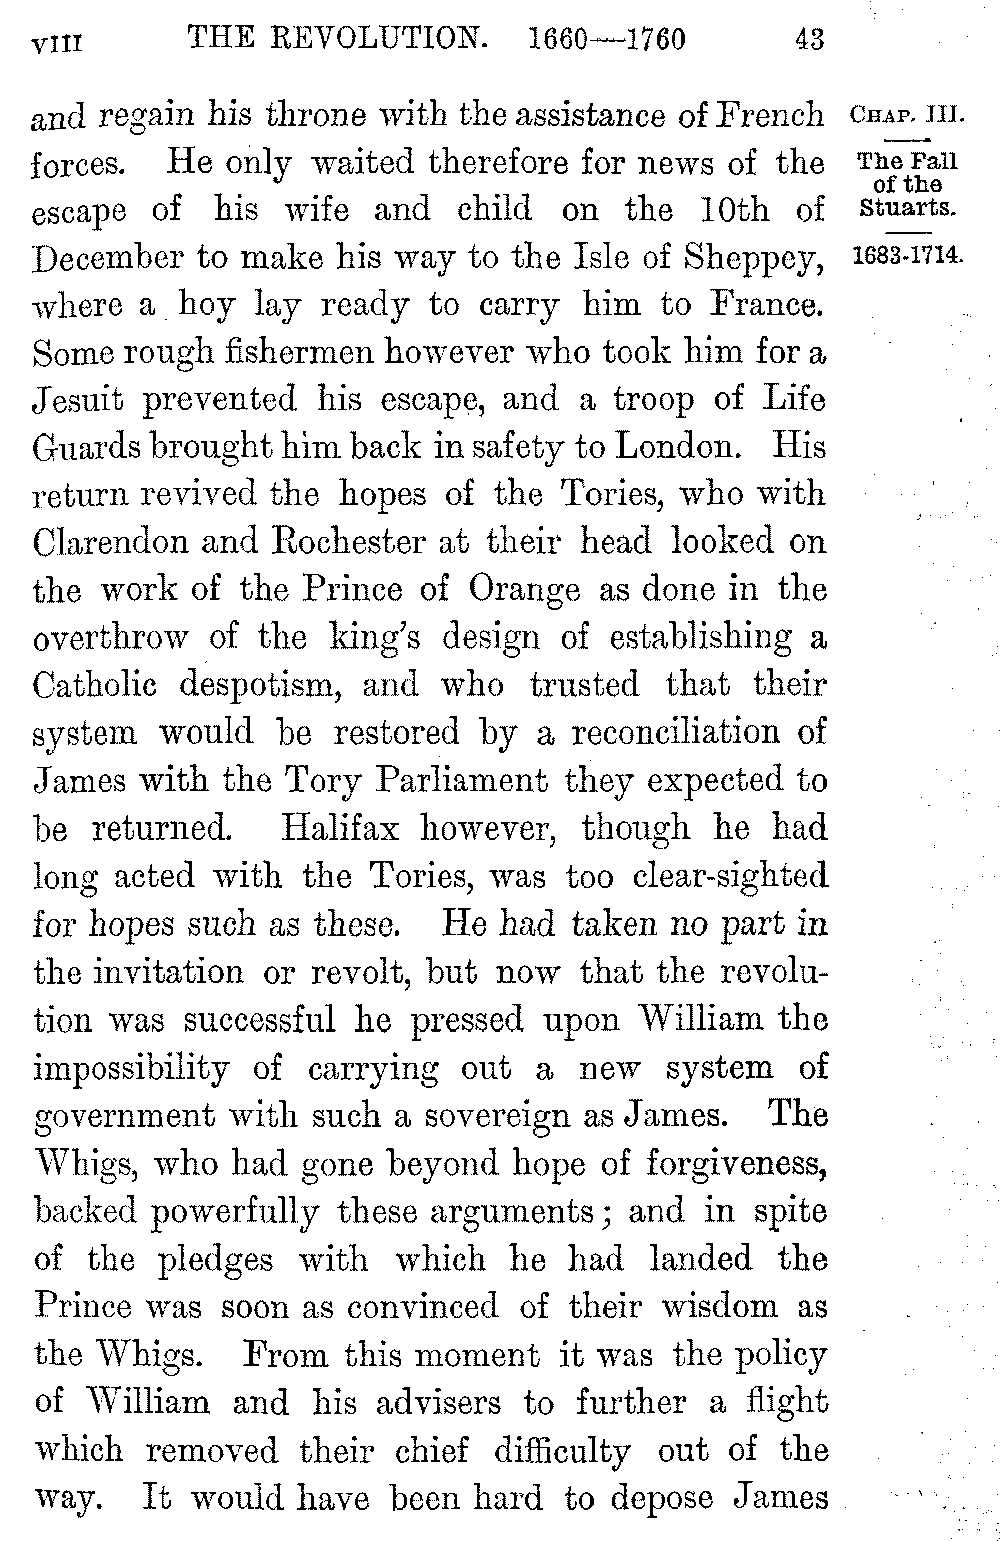 VIII THE REVOLUTION. 1660—1760 43
and regain his throne with the assistance of French
forces. He only waited therefore for news of the
escape of his wife and child on the 10th of
December to make his way to the Isle of Sheppey,
where a hoy lay ready to carry him to France.
Some rough fishermen however who took him for a
Jesuit prevented his escape, and a troop of Life
Guards brought him back in safety to London. His
return revived the hopes of the Tories, who with
Clarendon and Rochester at their head looked on
the work of the Prince of Orange as done in the
overthrow of the king's design of establishing a
Catholic despotism, and who trusted that their
system would be restored by a reconciliation of
James with the Tory Parliament they expected to
be returned. Halifax however, though he had
long acted with the Tories, was too clear-sighted
for hopes such as these. He had taken no part in
the invitation or revolt, but now that the revolu-
tion was successful he pressed upon William the
impossibility of carrying out a new system of
government with such a sovereign as James. The
Whigs, who had gone beyond hope of forgiveness,
backed powerfully these arguments; and in spite
of the pledges with which he had landed the
Prince was soon as convinced of their wisdom as
the Whigs. From this moment it was the policy
of William and his advisers to further a flight
which removed their chief difficulty out of the
way. It would have been hard to depose James
CHAP. III.
The Fall
of the
Stuarts.
1683-1714.